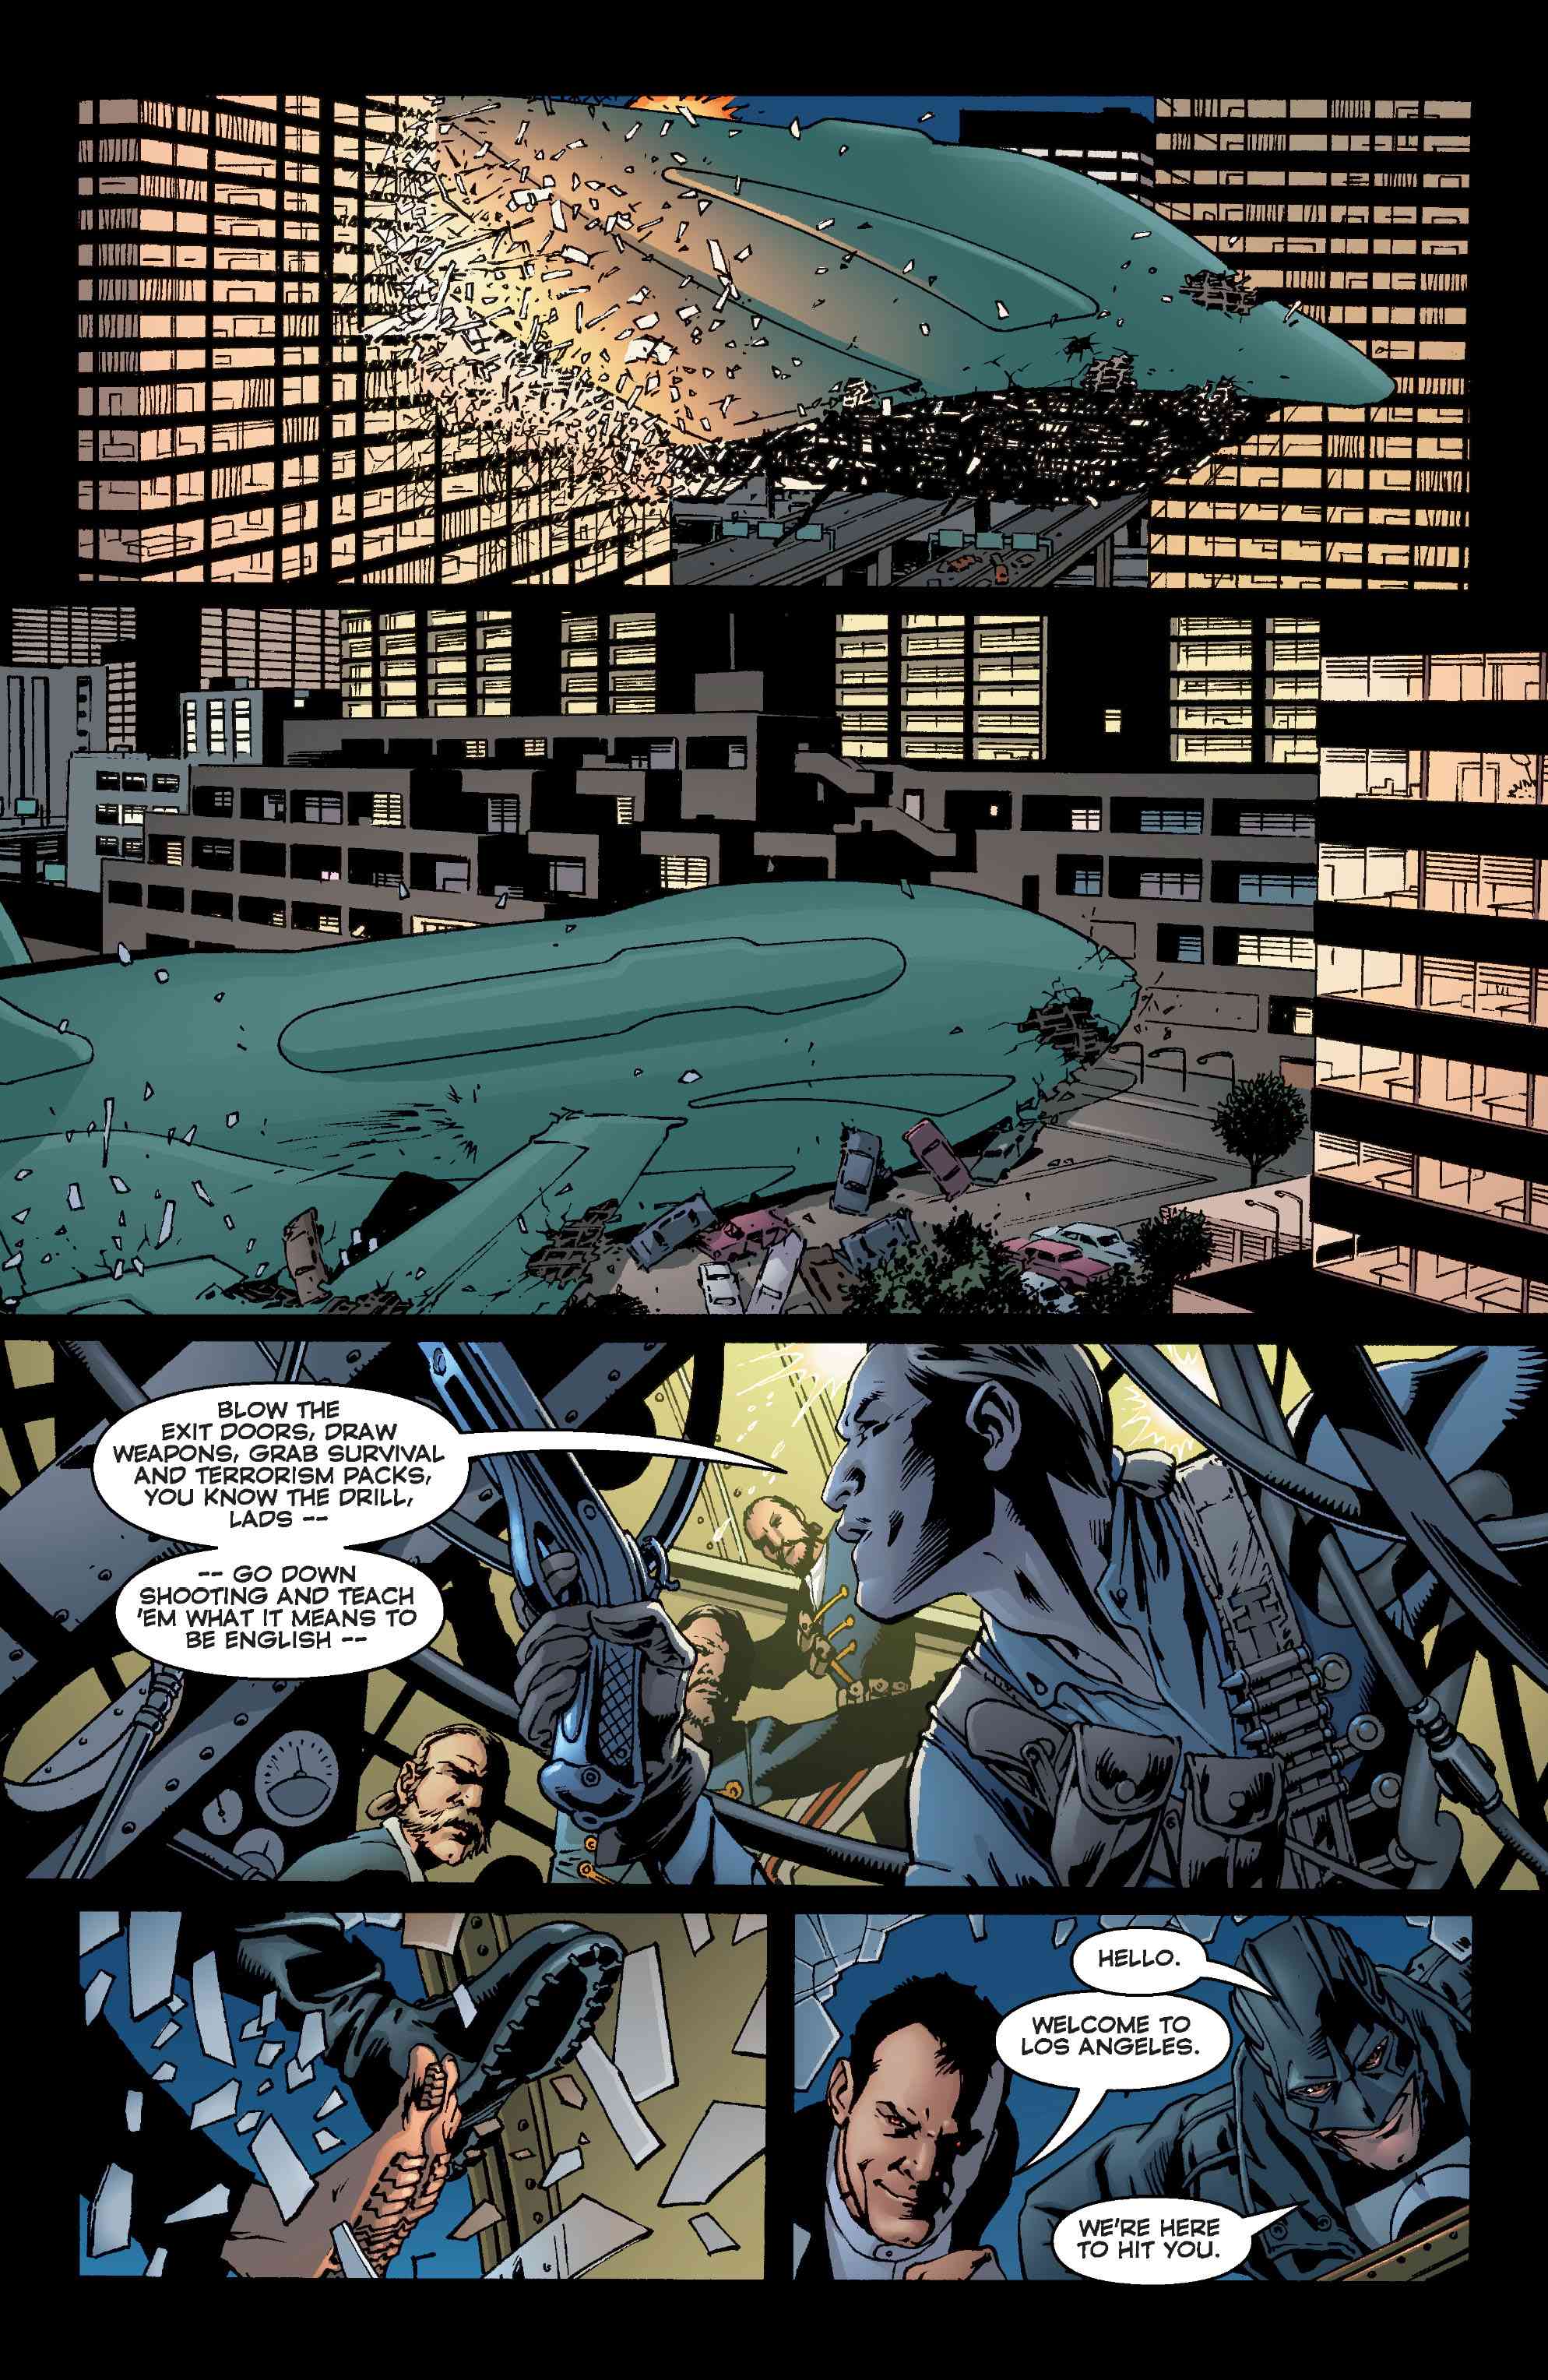 BLOW THE
EXIT DOORS, DRAW
WEAPONS, GRAB SURVIVAL
AND TERRORISM PACKS,
YOU KNOW THE DRILL,
LADS --
-- GO DOWN
SHOOTING AND TEACH
'EM WHAT IT MEANS TO
BE ENGLISH --
HELLO.
WELCOME TO
LOS ANGELES.
WE'RE HERE
TO HIT YOU.